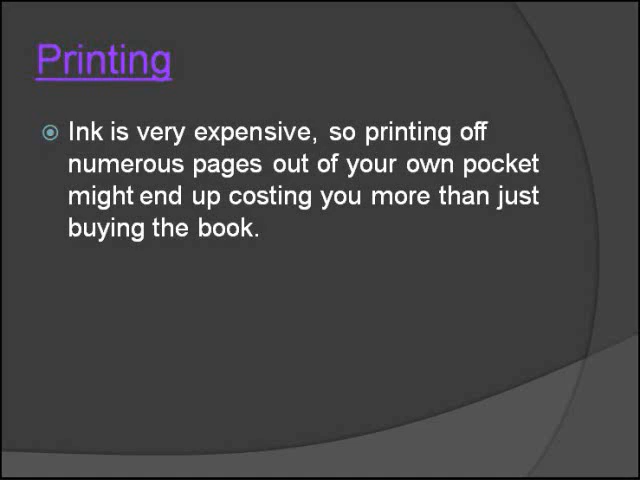 Printing
Ink is very expensive, so printing off
numerous pages out of your own pocket
might end up costing you more than just
buying the book.